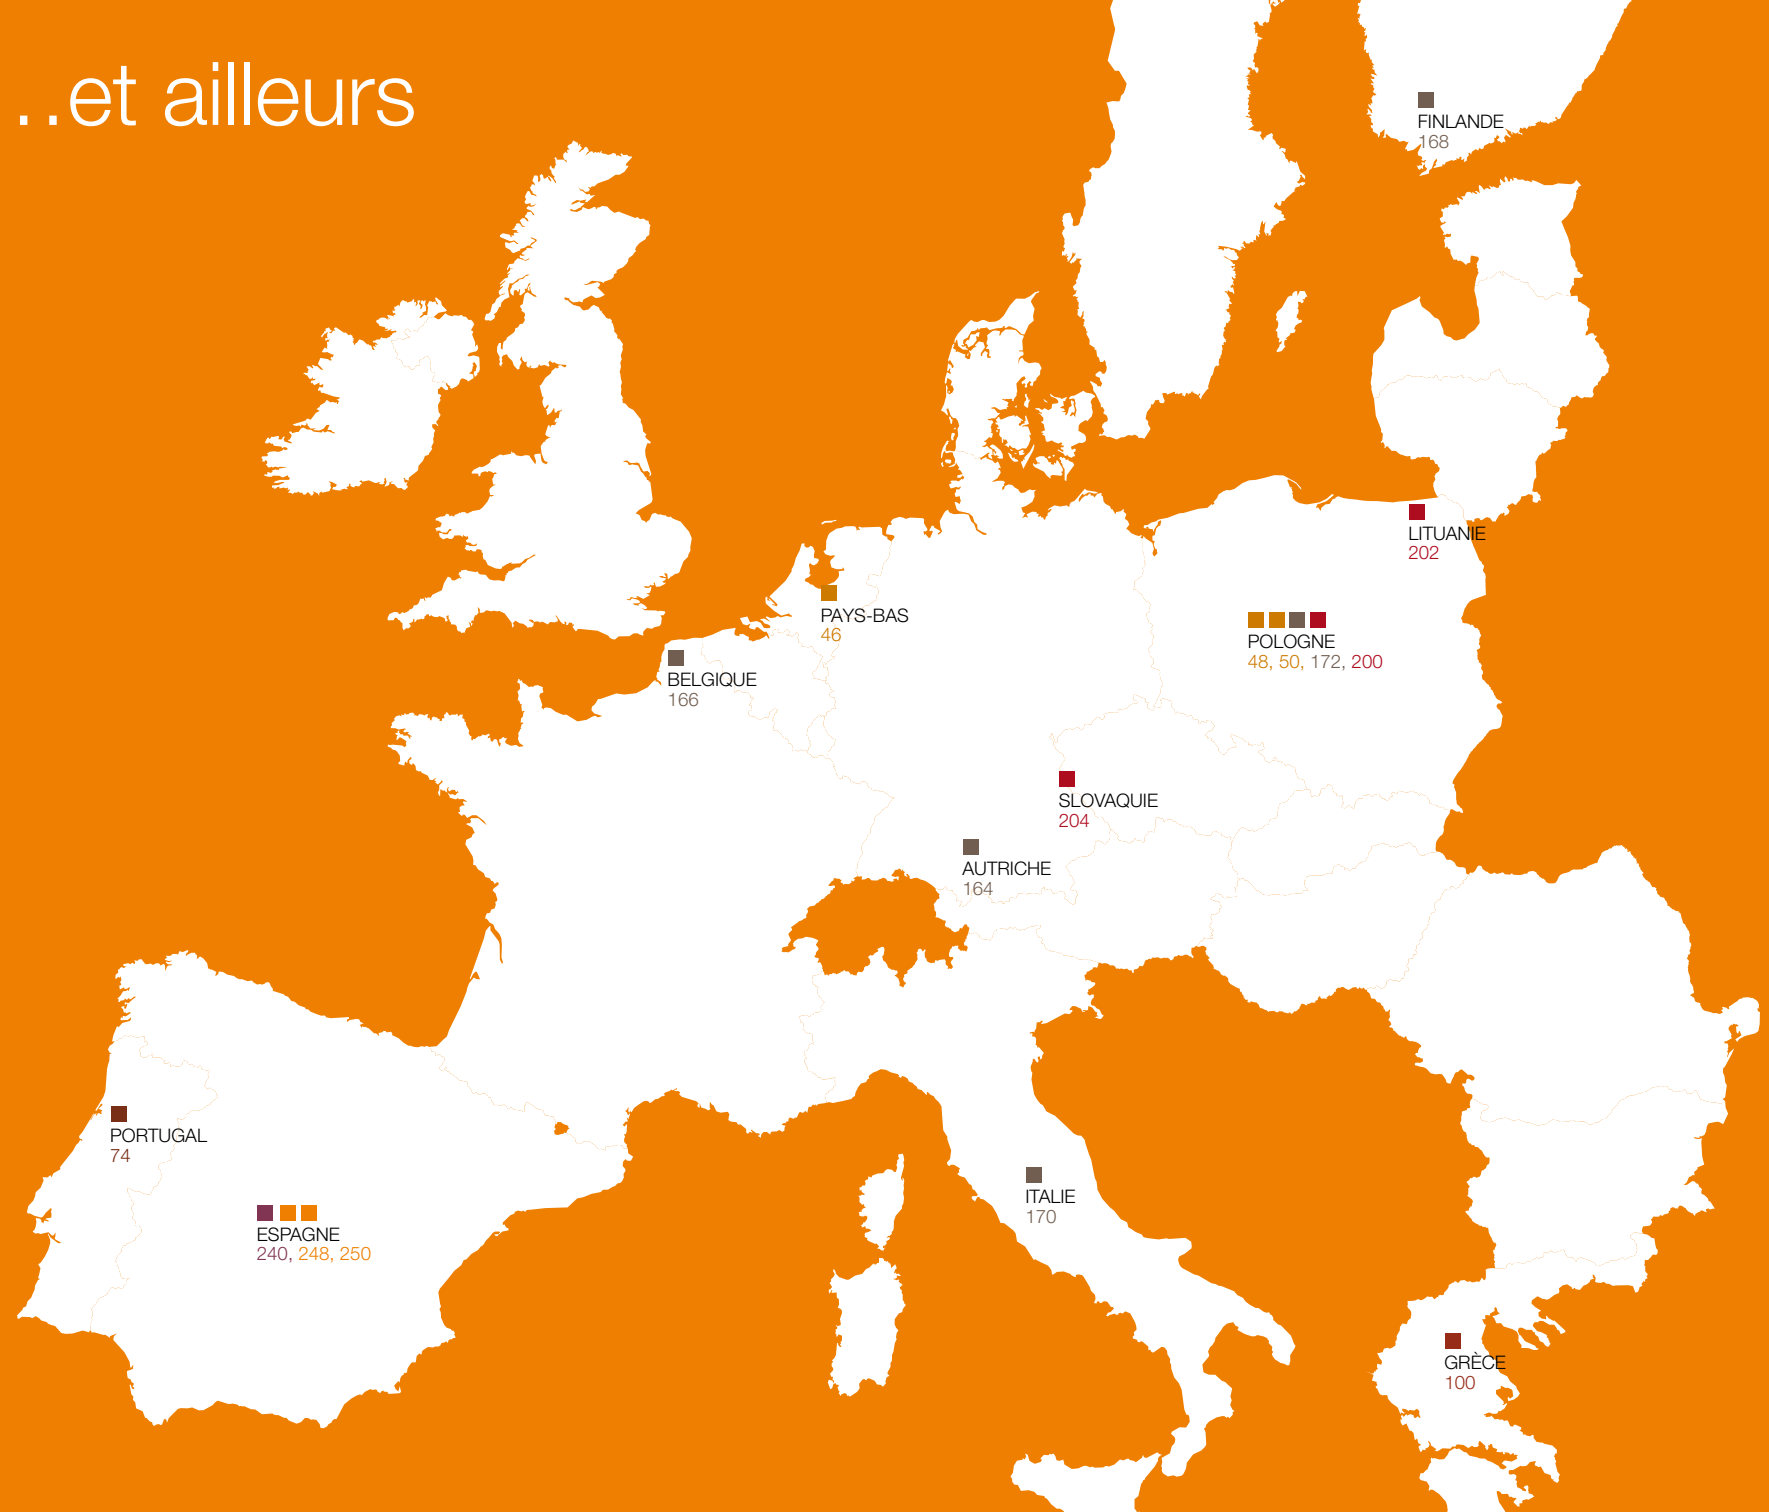 ..et ailleurs
FINLANDE
168
LITUANIE
202
PAYS-BAS
46
POLOGNE
48, 50, 172, 200
BELGIQUE
166
SLOVAQUIE
204
AUTRICHE
164
PORTUGAL
74
ITALIE
170
ESPAGNE
240, 248, 250
GRÈCE
100